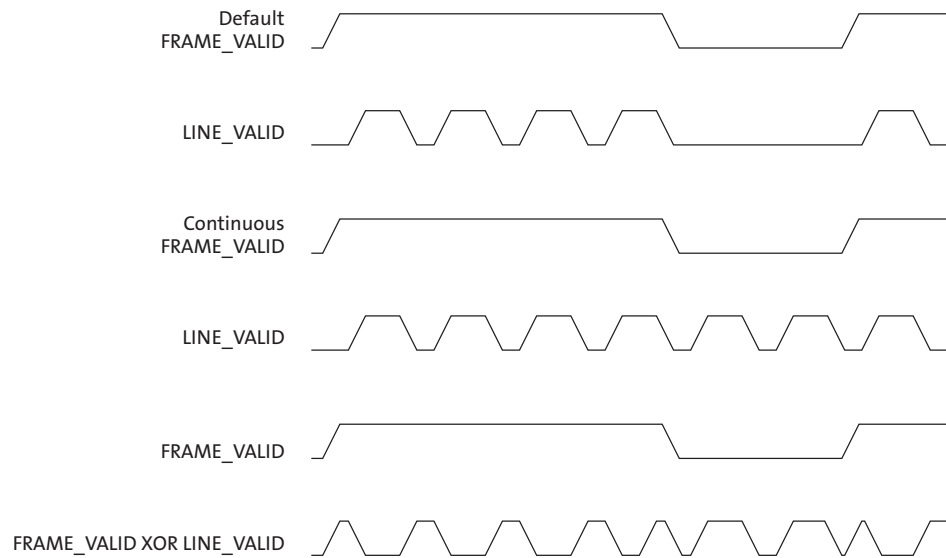 Default
FRAME_VALID
LINE_VALID
Continuous
FRAME_VALID
LINE_VALID
FRAME_VALID
FRAME_VALID XOR LINE_VALID